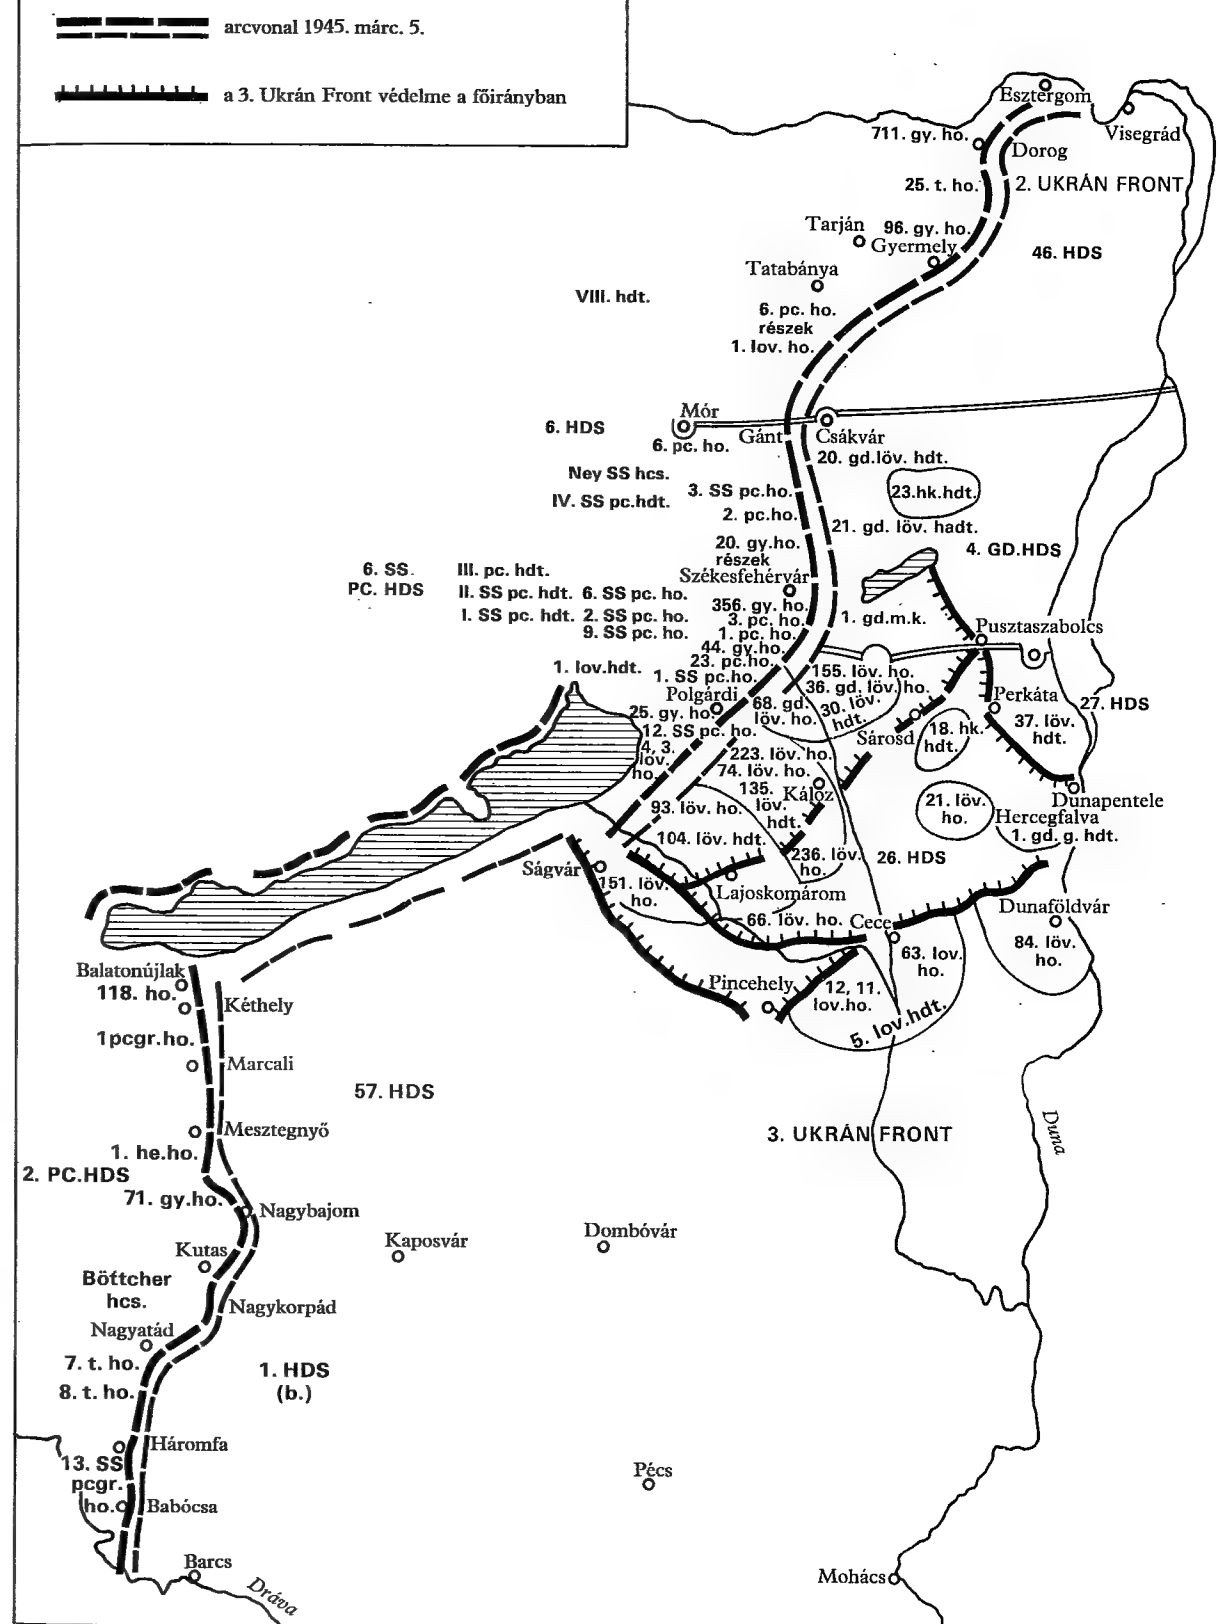 arcvonal 1945. márc. 5.
a 3. Ukrán Front védelme a főirányban
Esztergom
Visegrád
711. gy. ho.
Dorog
25. t. ho.
2. UKRÁN FRONT
Tarján
96. gy. ho.
Gyermely
46. HDS
Tatabánya
VIII. hdt.
6. pc. ho.
részek
1. lov. ho.
Mór
6. HDS
6. pc. ho.
Gánt
Csákvár
20. gd.löv. hdt.
Ney SS hcs.
3. SS pc.ho.
23.hk.hdt.
IV. SS pc.hdt.
2. pc.ho.
21. gd. löv. hadt.
20. gy.ho.
részek
4. GD.HDS
6. SS.
PC. HDS
III. pc. hdt.
Székesfehérvár
II. SS pc. hdt.
6. SS pc. ho.
356. gy. ho.
I. SS pc. hdt.
2. SS pc. ho.
3. pc. ho.
1. gd.m.k.
9. SS pc. ho.
1. pc. ho.
Pusztaszabolcs
44. gy.ho.
23. pc.ho.
1. lov.hdt.
1. SS pc.ho.
155. löv. ho.
36. gd. löv. ho.
Polgárdi
68. gd.
löv. ho.
30. löv.
hdt.
Perkáta
27. HDS
25. gy. ho.
12. SS pc. ho.
Sárosd
18. hk.
hdt.
37. löv.
hdt.
4, 3.
löv.
ho.
223. löv. ho.
74. löv. ho.
135.
löv.
hdt.
Káloz
93. löv. ho.
21. löv.
ho.
Dunapentele
Hercegfalva
1. gd. g. hdt.
104. löv. hdt.
236. löv.
ho.
26. HDS
Ságvár
151. löv.
ho.
Lajoskomárom
66. löv. ho.
Cece
Dunaföldvár
84. löv.
ho.
63. lov.
ho.
Balatonújlak
118. ho.
Kéthely
Pincehely
12, 11.
lov.ho.
5. lov.hdt.
1pcgr.ho.
Marcali
57. HDS
Mesztegnyő
3. UKRÁN FRONT
Duna
1. he.ho.
2. PC.HDS
71. gy.ho.
Nagybajom
Kutas
Kaposvár
Dombóvár
Böttcher
hcs.
Nagykorpád
Nagyatád
7. t. ho.
8. t. ho.
1. HDS
(b.)
Háromfa
13. SS
pcgr.
ho.
Babócsa
Pécs
Barcs
Dráva
Mohács